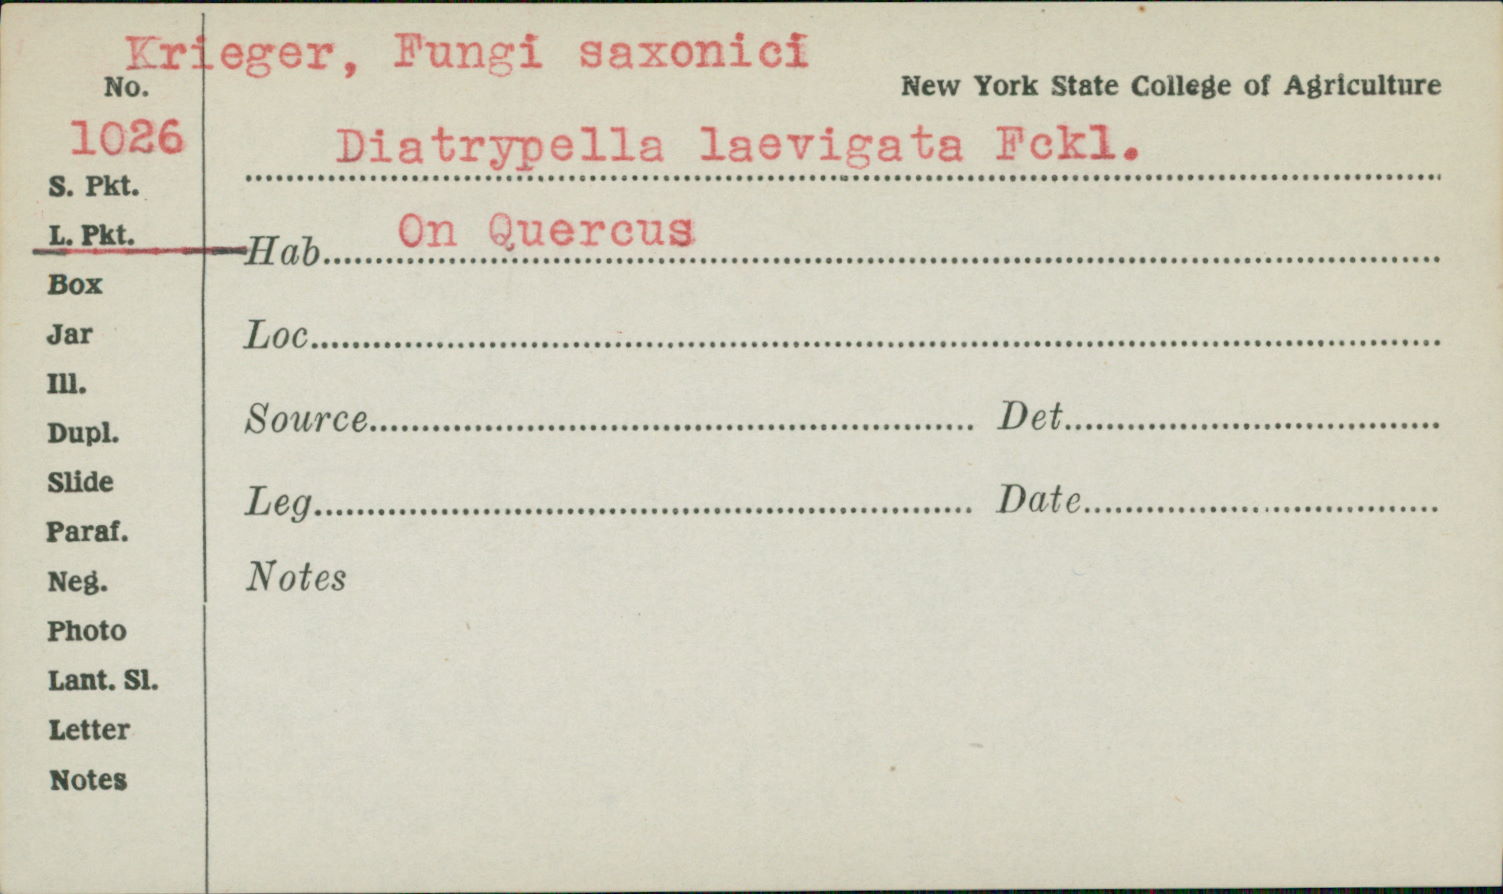 Krieger, Fungi saxonici
No.
New York State College of Agriculture
1026
Diatrypella laevigata Fckl.
S. Pkt.
L. Pkt.
Hab. On Quercus
Box
Jar
Loc.
Ill.
Dupl.
Source Det.
Slide
Leg. Date
Paraf.
Neg.
Notes
Photo
Lant. Sl.
Letter
Notes